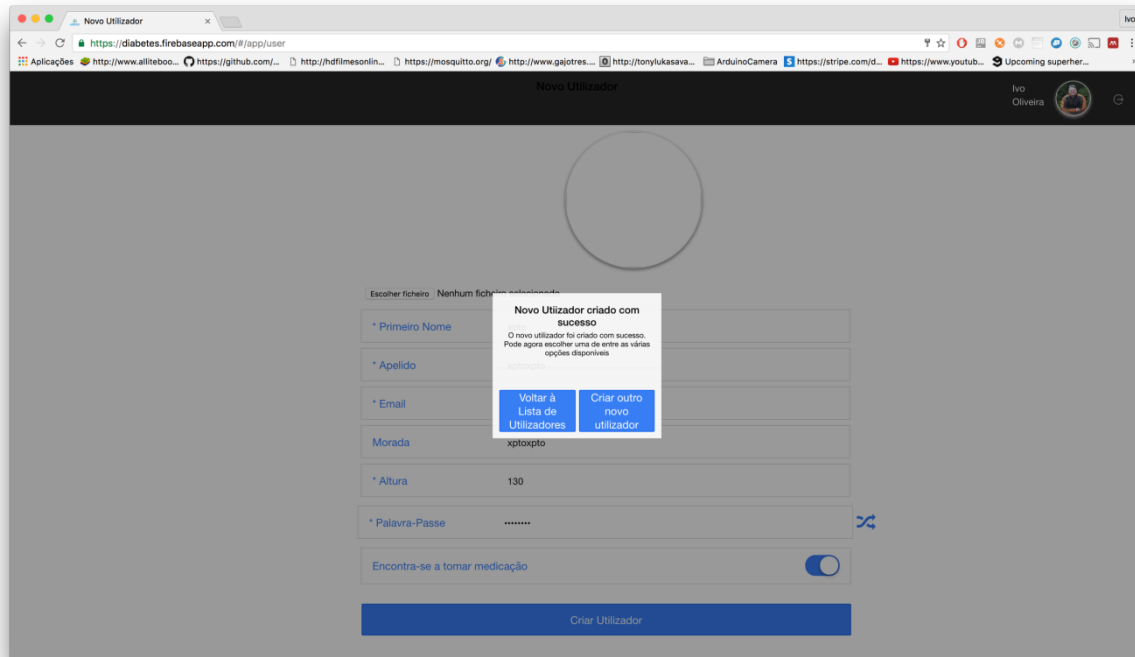 Novo Utilizador
Ivo
https://diabetes.firebaseapp.com/#/app/user
Aplicações http://www.alliteboo... https://github.com/... http://hdfilmesonlin... https://mosquitto.org/ http://www.gajotres.... http://tonylukasava... ArduinoCamera https://stripe.com/d... https://www.youtub... Upcoming superher...
Novo Utilizador
Ivo
Oliveira
Escolher ficheiro Nenhum ficheiro selecionado
Novo Utiizador criado com
sucesso
O novo utilizador foi criado com sucesso.
Pode agora escolher uma de entre as várias
opções disponíveis
Voltar à
Lista de
Utilizadores
Criar outro
novo
utilizador
* Primeiro Nome
* Apelido xptoxpto
* Email
Morada xptoxpto
* Altura 130
* Palavra-Passe ••••••••
Encontra-se a tomar medicação
Criar Utilizador